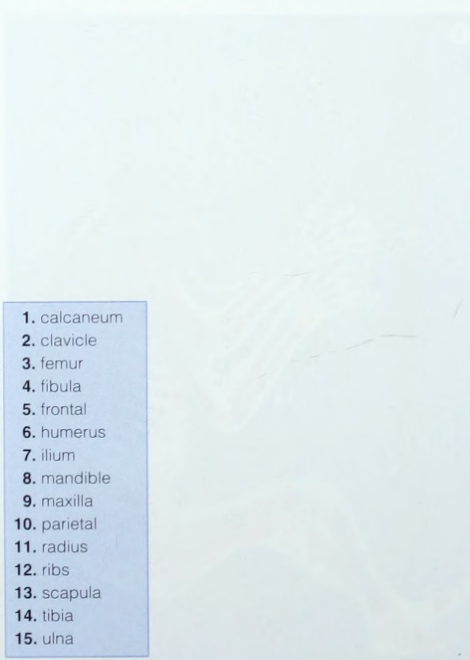 1. calcaneum
2. clavicle
3. femur
4. fibula
5. frontal
6. humerus
7. ilium
8. mandible
9. maxilla
10. parietal
11. radius
12. ribs
13. scapula
14. tibia
15. ulna